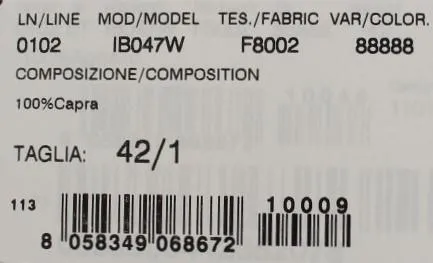 LN/LINE MOD/MODEL TES./FABRIC VAR/COLOR.
0102 IB047W F8002 88888
COMPOSIZIONE/COMPOSITION
100%Capra
TAGLIA: 42/1
113 10009
8 058349 068672